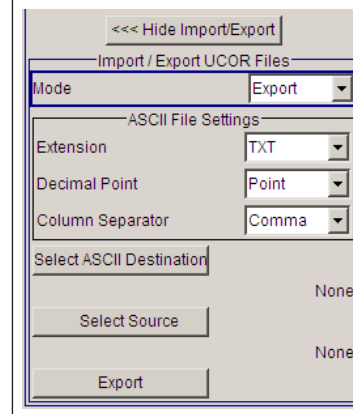 <<< Hide Import/Export
Import / Export UCOR Files
Mode Export
ASCII File Settings
Extension TXT
Decimal Point Point
Column Separator Comma
Select ASCII Destination
None
Select Source
None
Export